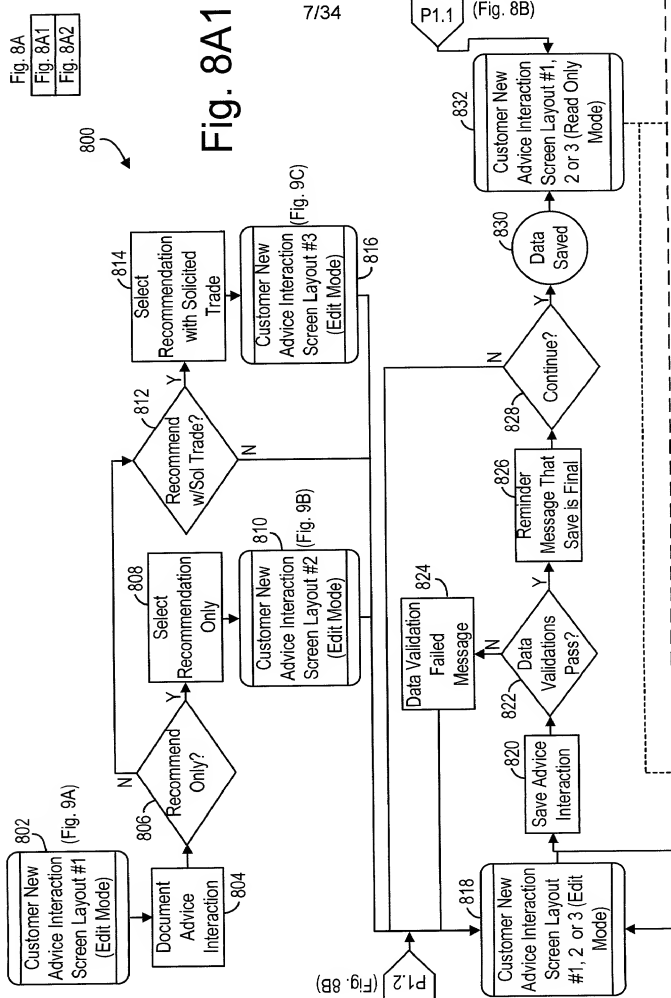 7/34
Fig. 8A
Fig. 8A1
Fig. 8A2
800
Fig. 8A1
802
Customer New
Advice Interaction
Screen Layout #1
(Edit Mode)
(Fig. 9A)
Document
Advice
Interaction
804
Recommend
Only?
806
N
Y
808
Select
Recommendation
Only
Customer New
Advice Interaction
Screen Layout #2
(Edit Mode)
810
(Fig. 9B)
Recommend
w/Sol Trade?
812
Y
N
814
Select
Recommendation
with Solicited
Trade
Customer New
Advice Interaction
Screen Layout #3
(Edit Mode)
816
(Fig. 9C)
P1.2
(Fig. 8B)
818
Customer New
Advice Interaction
Screen Layout
#1, 2 or 3 (Edit
Mode)
820
Save Advice
Interaction
822
Data
Validations
Pass?
N
Y
824
Data Validation
Failed
Message
826
Reminder
Message That
Save is Final
828
Continue?
N
Y
830
Data
Saved
832
Customer New
Advice Interaction
Screen Layout #1,
2 or 3 (Read Only
Mode)
P1.1
(Fig. 8B)